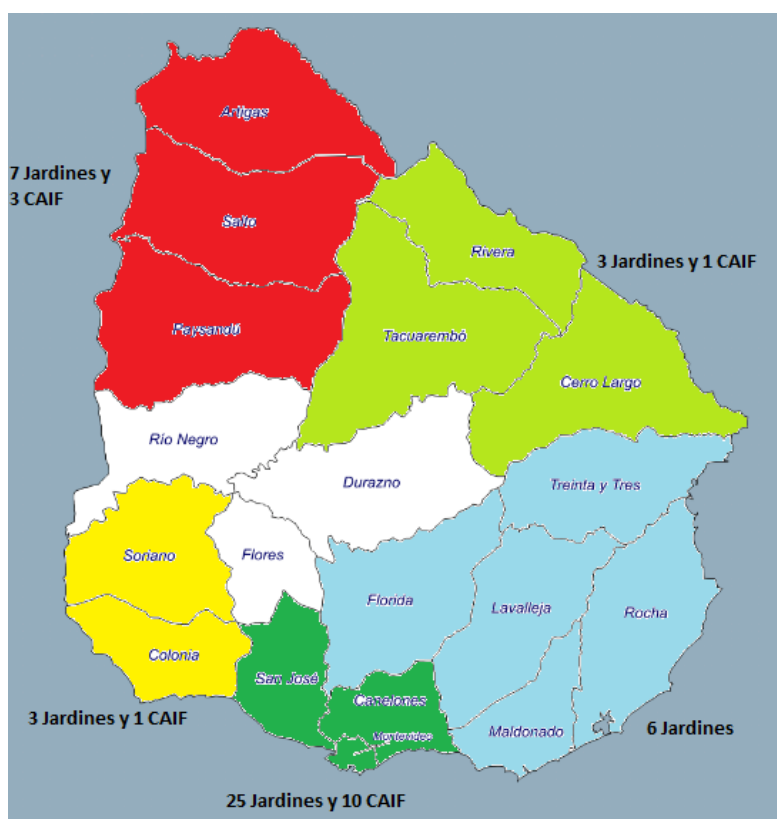 Artigas
7 Jardines y
3 CAIF
Salto
Rivera
3 Jardines y 1 CAIF
Paysandú
Tacuarembó
Cerro Largo
Río Negro
Durazno
Treinta y Tres
Soriano
Flores
Florida
Lavalleja
Rocha
Colonia
San José
Canelones
3 Jardines y 1 CAIF
Montevideo
Maldonado
6 Jardines
25 Jardines y 10 CAIF